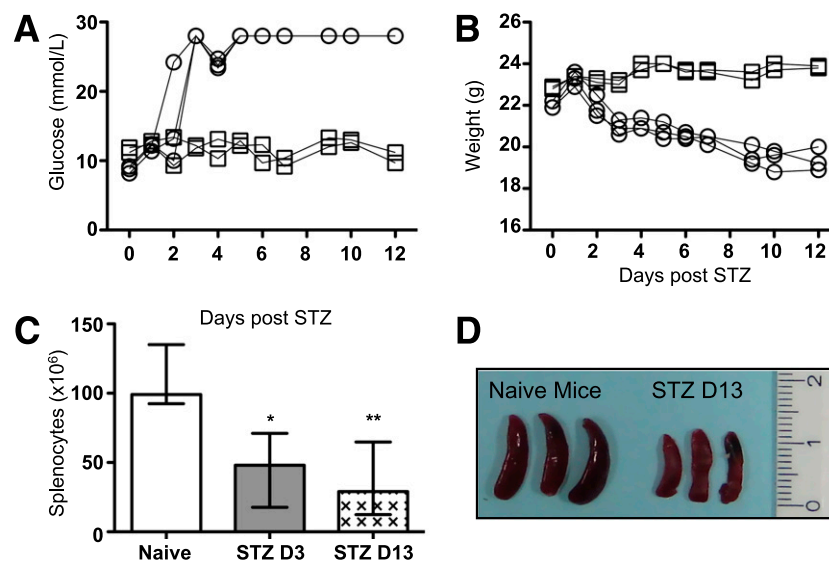 A
Glucose (mmol/L)
30
20
10
0
0 2 4 6 8 10 12
Days post STZ
B
Weight (g)
26
24
22
20
18
16
0 2 4 6 8 10 12
Days post STZ
C
Splenocytes (x10⁶)
150
100
50
0
*
**
Naive STZ D3 STZ D13
D
Naive Mice STZ D13
2
1
0